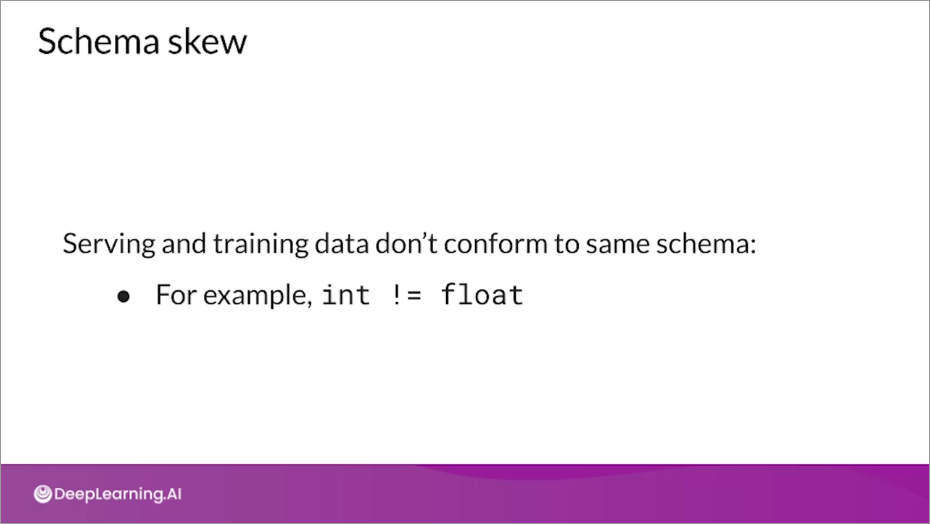 Schema skew
Serving and training data don’t conform to same schema:
● For example, int != float
DeepLearning.AI